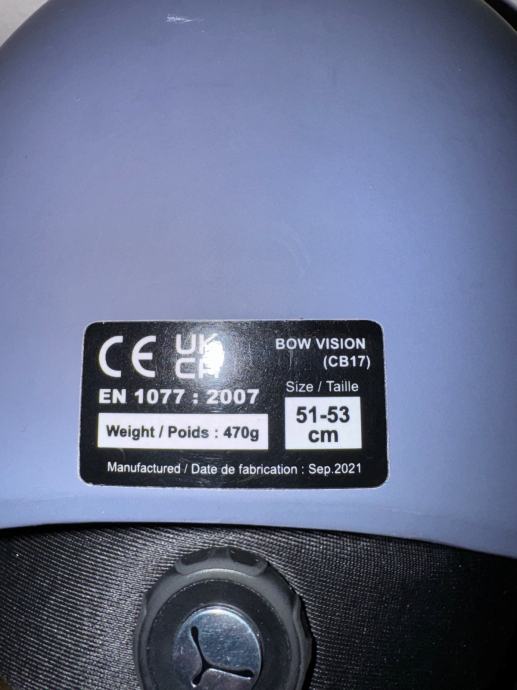 CE UK CA
BOW VISION
(CB17)
EN 1077 : 2007
Size / Taille
51-53
cm
Weight / Poids : 470g
Manufactured / Date de fabrication : Sep.2021